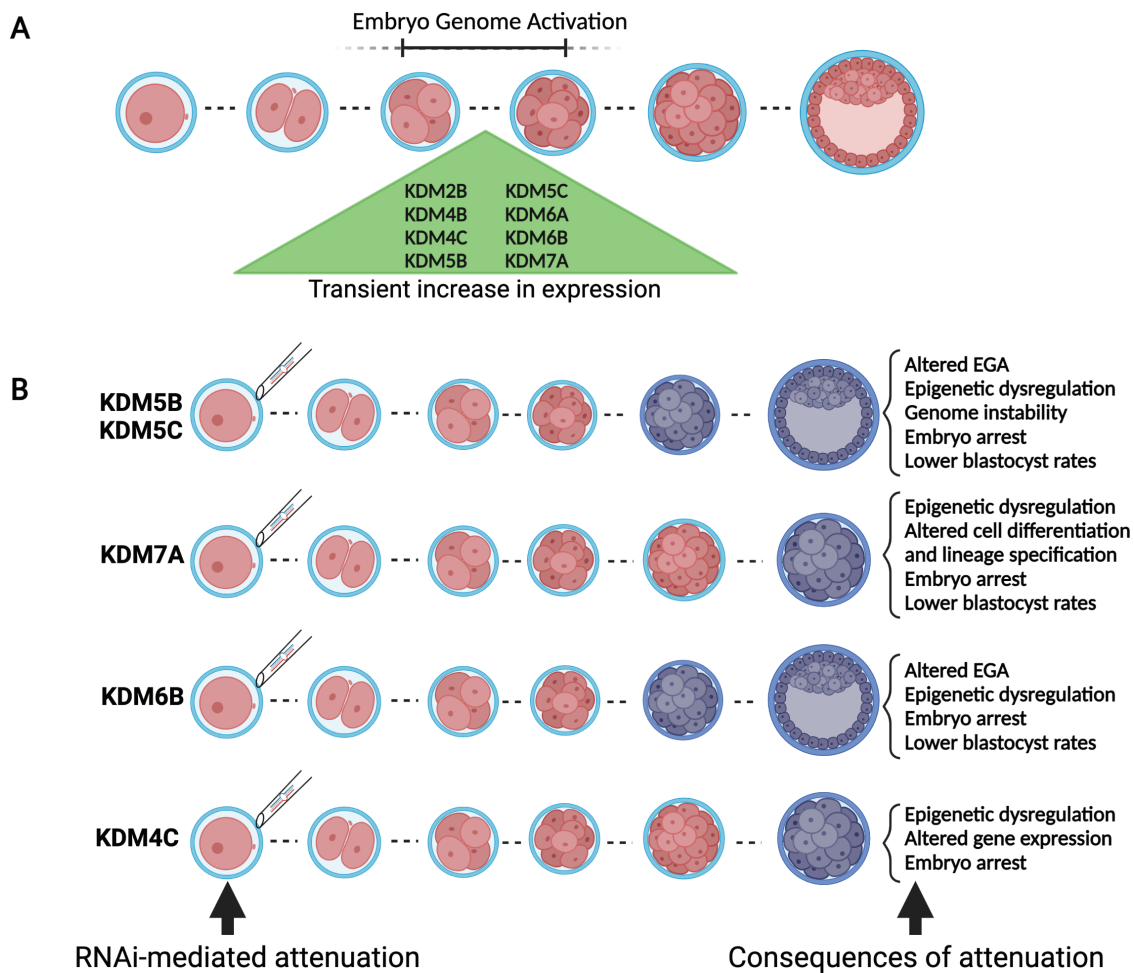 A
Embryo Genome Activation
KDM2B KDM5C
KDM4B KDM6A
KDM4C KDM6B
KDM5B KDM7A
Transient increase in expression
B
KDM5B
KDM5C
Altered EGA
Epigenetic dysregulation
Genome instability
Embryo arrest
Lower blastocyst rates
KDM7A
Epigenetic dysregulation
Altered cell differentiation
and lineage specification
Embryo arrest
Lower blastocyst rates
KDM6B
Altered EGA
Epigenetic dysregulation
Embryo arrest
Lower blastocyst rates
KDM4C
Epigenetic dysregulation
Altered gene expression
Embryo arrest
RNAi-mediated attenuation
Consequences of attenuation